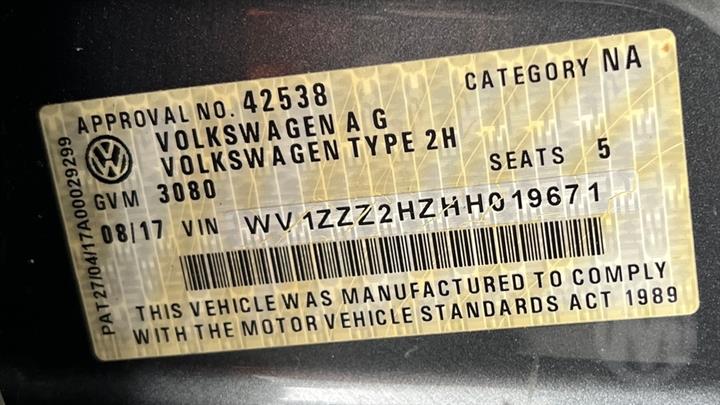 APPROVAL NO. 42538 CATEGORY NA
VOLKSWAGEN A G
VOLKSWAGEN TYPE 2H
GVM 3080 SEATS 5
08/17 VIN WV1ZZZ2HZHH019671
THIS VEHICLE WAS MANUFACTURED TO COMPLY
WITH THE MOTOR VEHICLE STANDARDS ACT 1989
PAT27/04/17A00029299